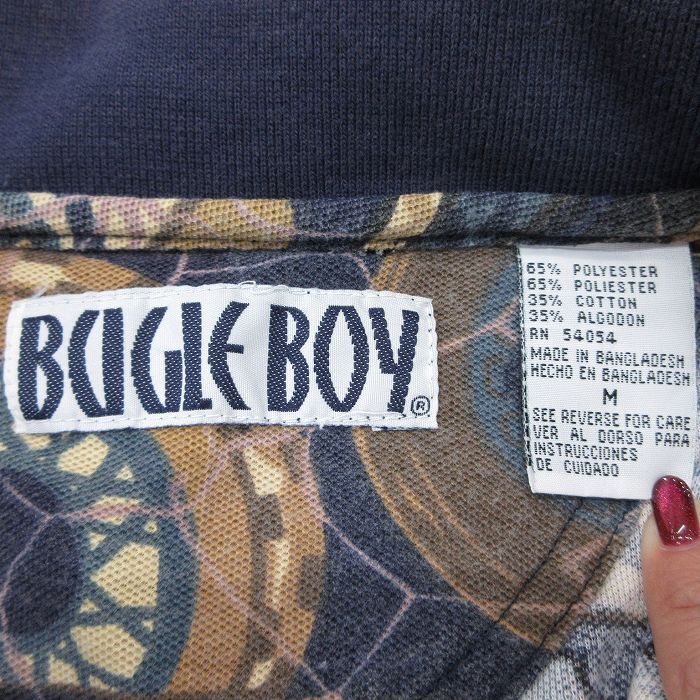 BUGLE BOY ®
65% POLYESTER
65% POLIESTER
35% COTTON
35% ALGODON
RN 54054
MADE IN BANGLADESH
HECHO EN BANGLADESH
M
SEE REVERSE FOR CARE
VER AL DORSO PARA
INSTRUCCIONES
DE CUIDADO